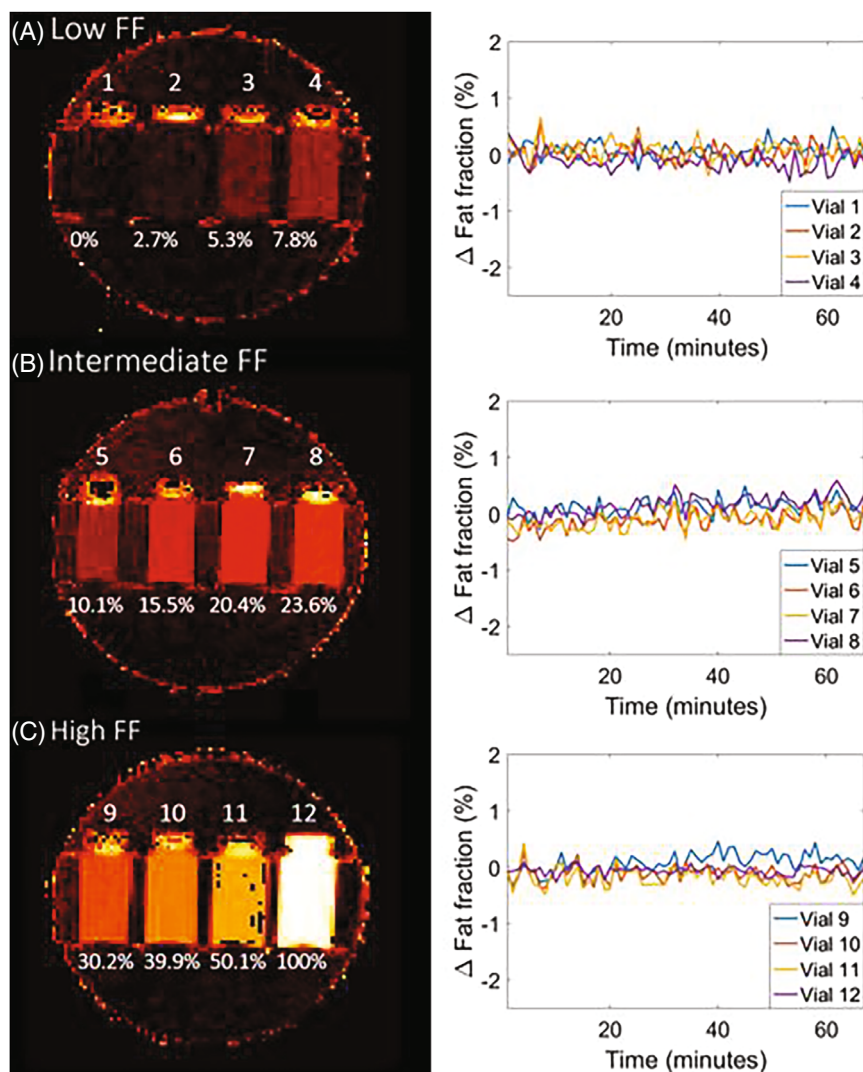 (A) Low FF
1 2 3 4
0% 2.7% 5.3% 7.8%
2
1
0
-1
-2
Δ Fat fraction (%)
20 40 60
Time (minutes)
Vial 1
Vial 2
Vial 3
Vial 4
(B) Intermediate FF
5 6 7 8
10.1% 15.5% 20.4% 23.6%
2
1
0
-1
-2
Δ Fat fraction (%)
20 40 60
Time (minutes)
Vial 5
Vial 6
Vial 7
Vial 8
(C) High FF
9 10 11 12
30.2% 39.9% 50.1% 100%
2
1
0
-1
-2
Δ Fat fraction (%)
20 40 60
Time (minutes)
Vial 9
Vial 10
Vial 11
Vial 12